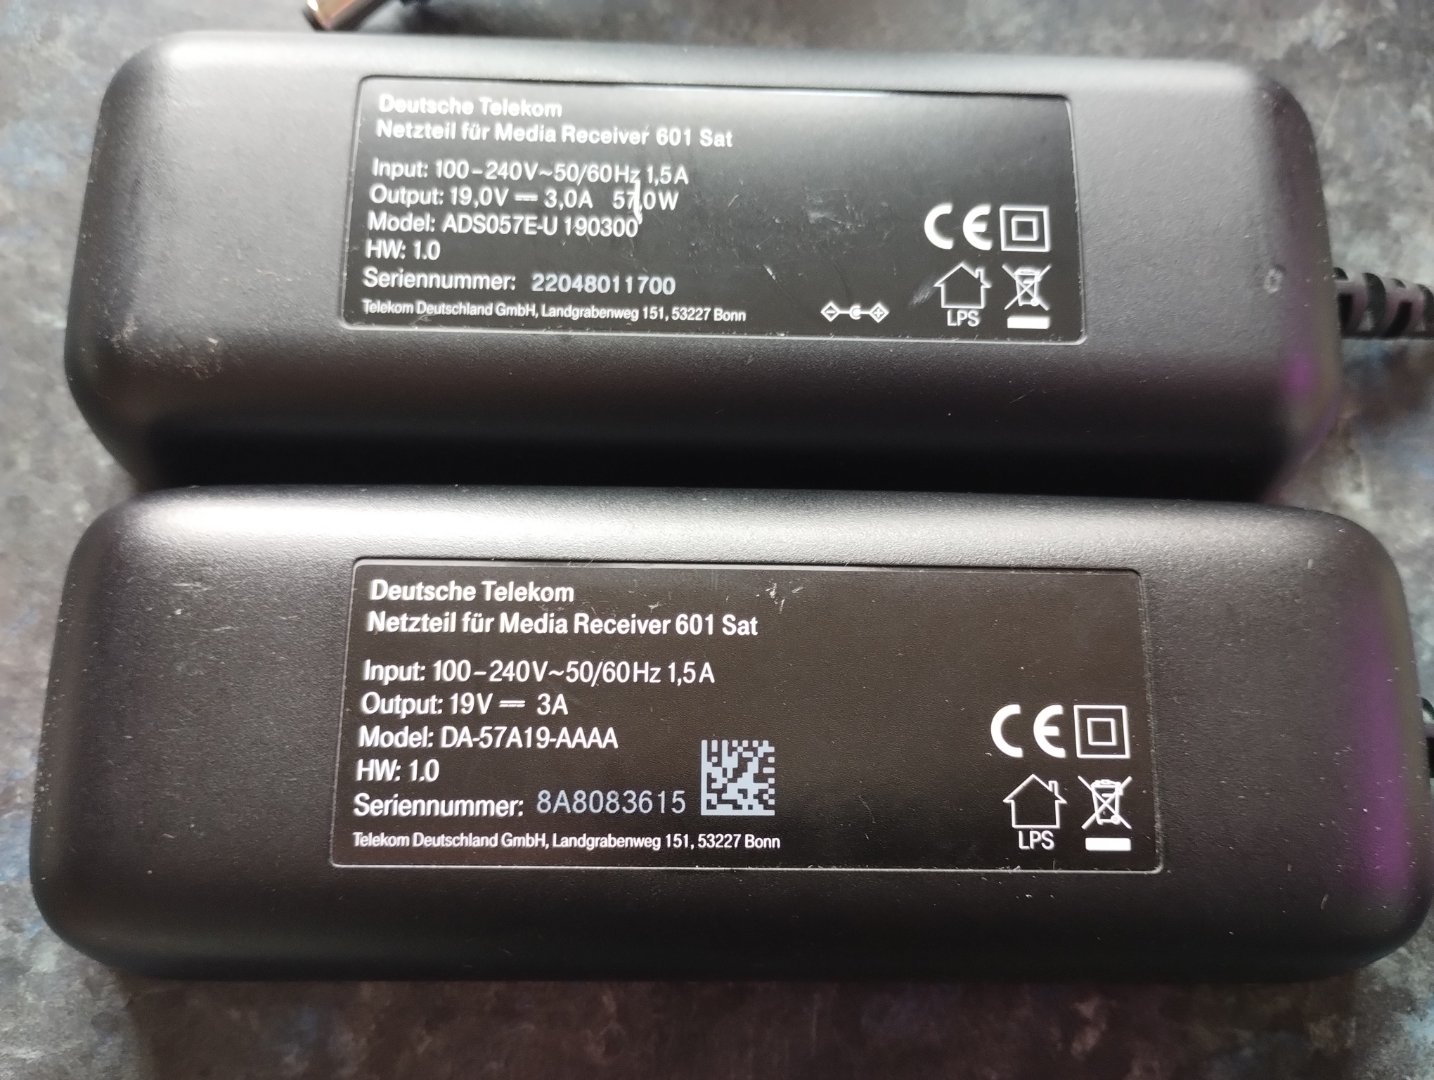 Deutsche Telekom
Netzteil für Media Receiver 601 Sat
Input: 100-240V~50/60Hz 1,5A
Output: 19,0V ⎓ 3,0A 57,0W
Model: ADS057E-U 190300
HW: 1.0
Seriennummer: 22048011700
Telekom Deutschland GmbH, Landgrabenweg 151, 53227 Bonn
CE
LPS
Deutsche Telekom
Netzteil für Media Receiver 601 Sat
Input: 100-240V~50/60Hz 1,5A
Output: 19V ⎓ 3A
Model: DA-57A19-AAAA
HW: 1.0
Seriennummer: 8A8083615
Telekom Deutschland GmbH, Landgrabenweg 151, 53227 Bonn
CE
LPS